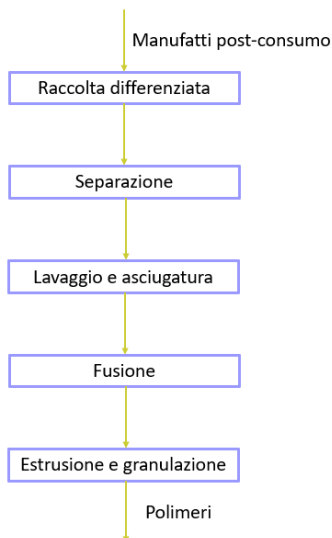 Manufatti post-consumo
Raccolta differenziata
Separazione
Lavaggio e asciugatura
Fusione
Estrusione e granulazione
Polimeri